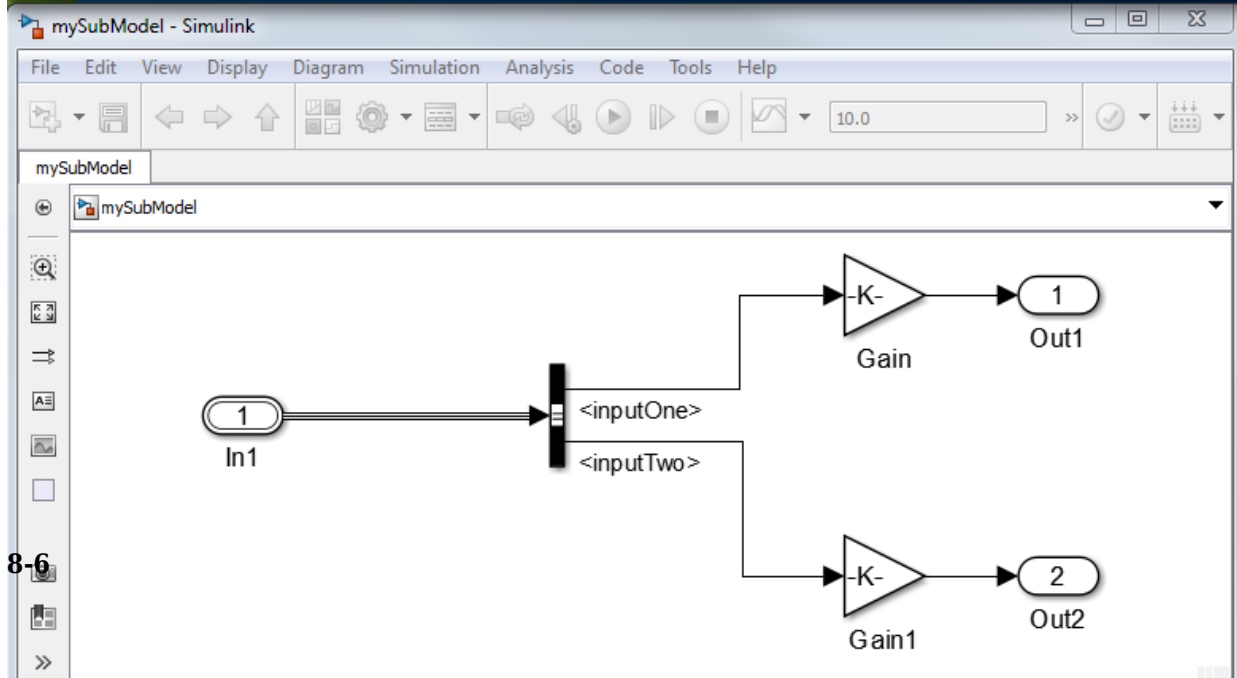 mySubModel - Simulink
File Edit View Display Diagram Simulation Analysis Code Tools Help
10.0
»
mySubModel
mySubModel
-K-
1
Gain
Out1
1
In1
<inputOne>
<inputTwo>
8-6
-K-
2
Gain1
Out2
»